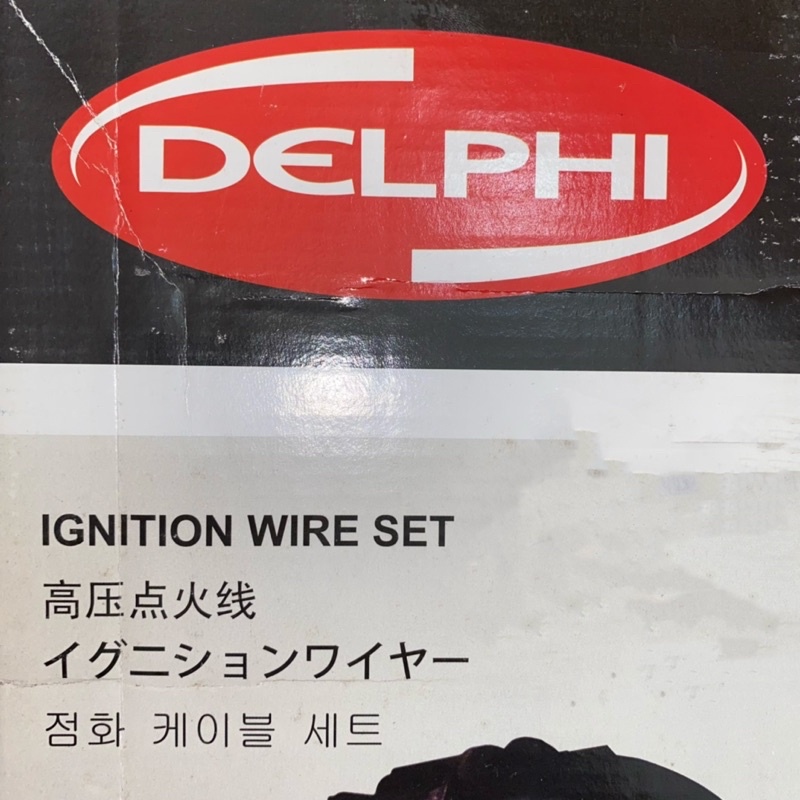 DELPHI
IGNITION WIRE SET
高压点火线
イグニションワイヤー
점화 케이블 세트